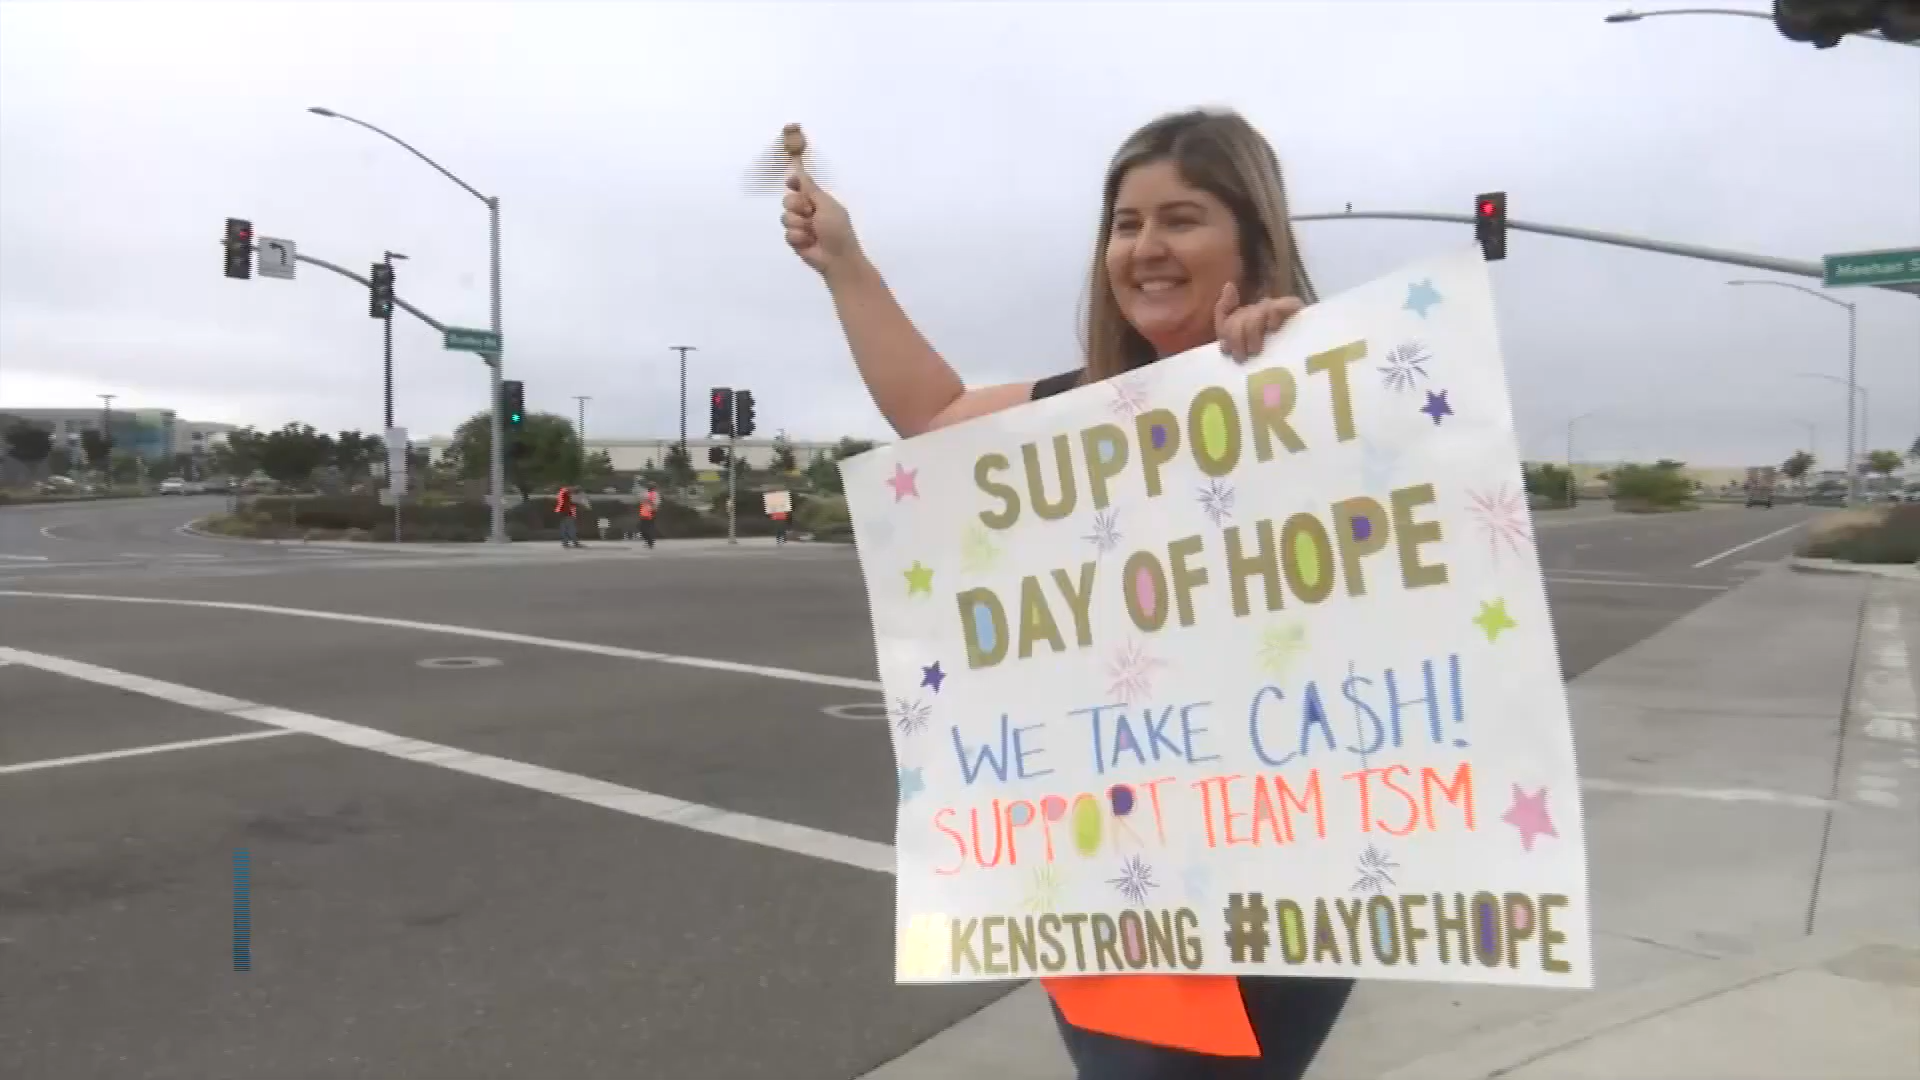 SUPPORT
DAY OF HOPE
WE TAKE CA$H!
SUPPORT TEAM TSM
#KENSTRONG #DAYOFHOPE